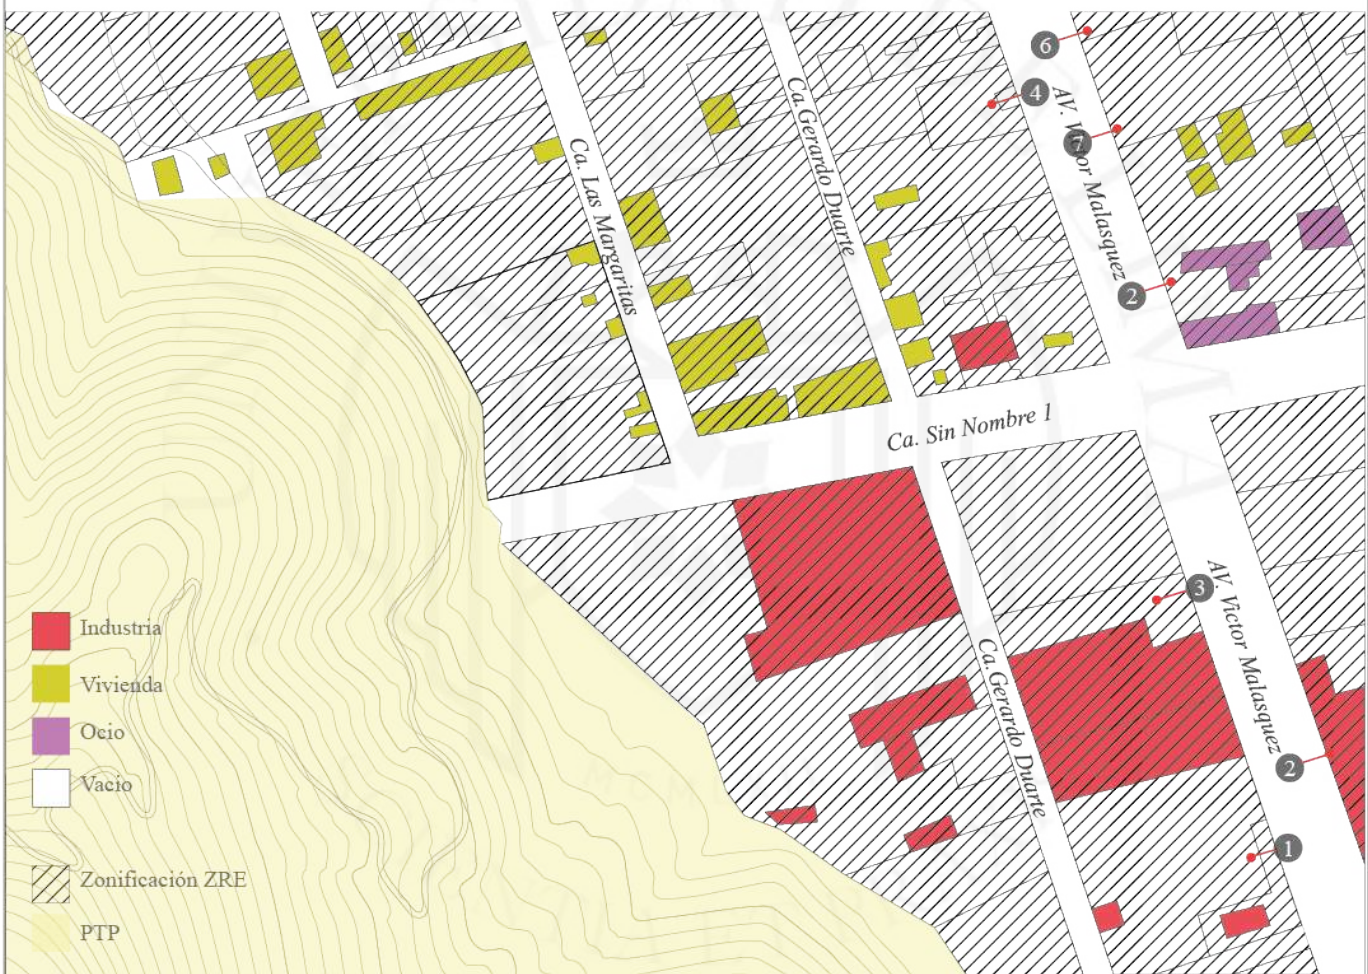 6
4
AV. Victor Malasquez
Ca. Gerardo Duarte
Ca. Las Margaritas
2
Ca. Sin Nombre 1
3
AV. Victor Malasquez
Industria
Ca. Gerardo Duarte
Vivienda
Ocio
2
Vacio
1
Zonificación ZRE
PTP